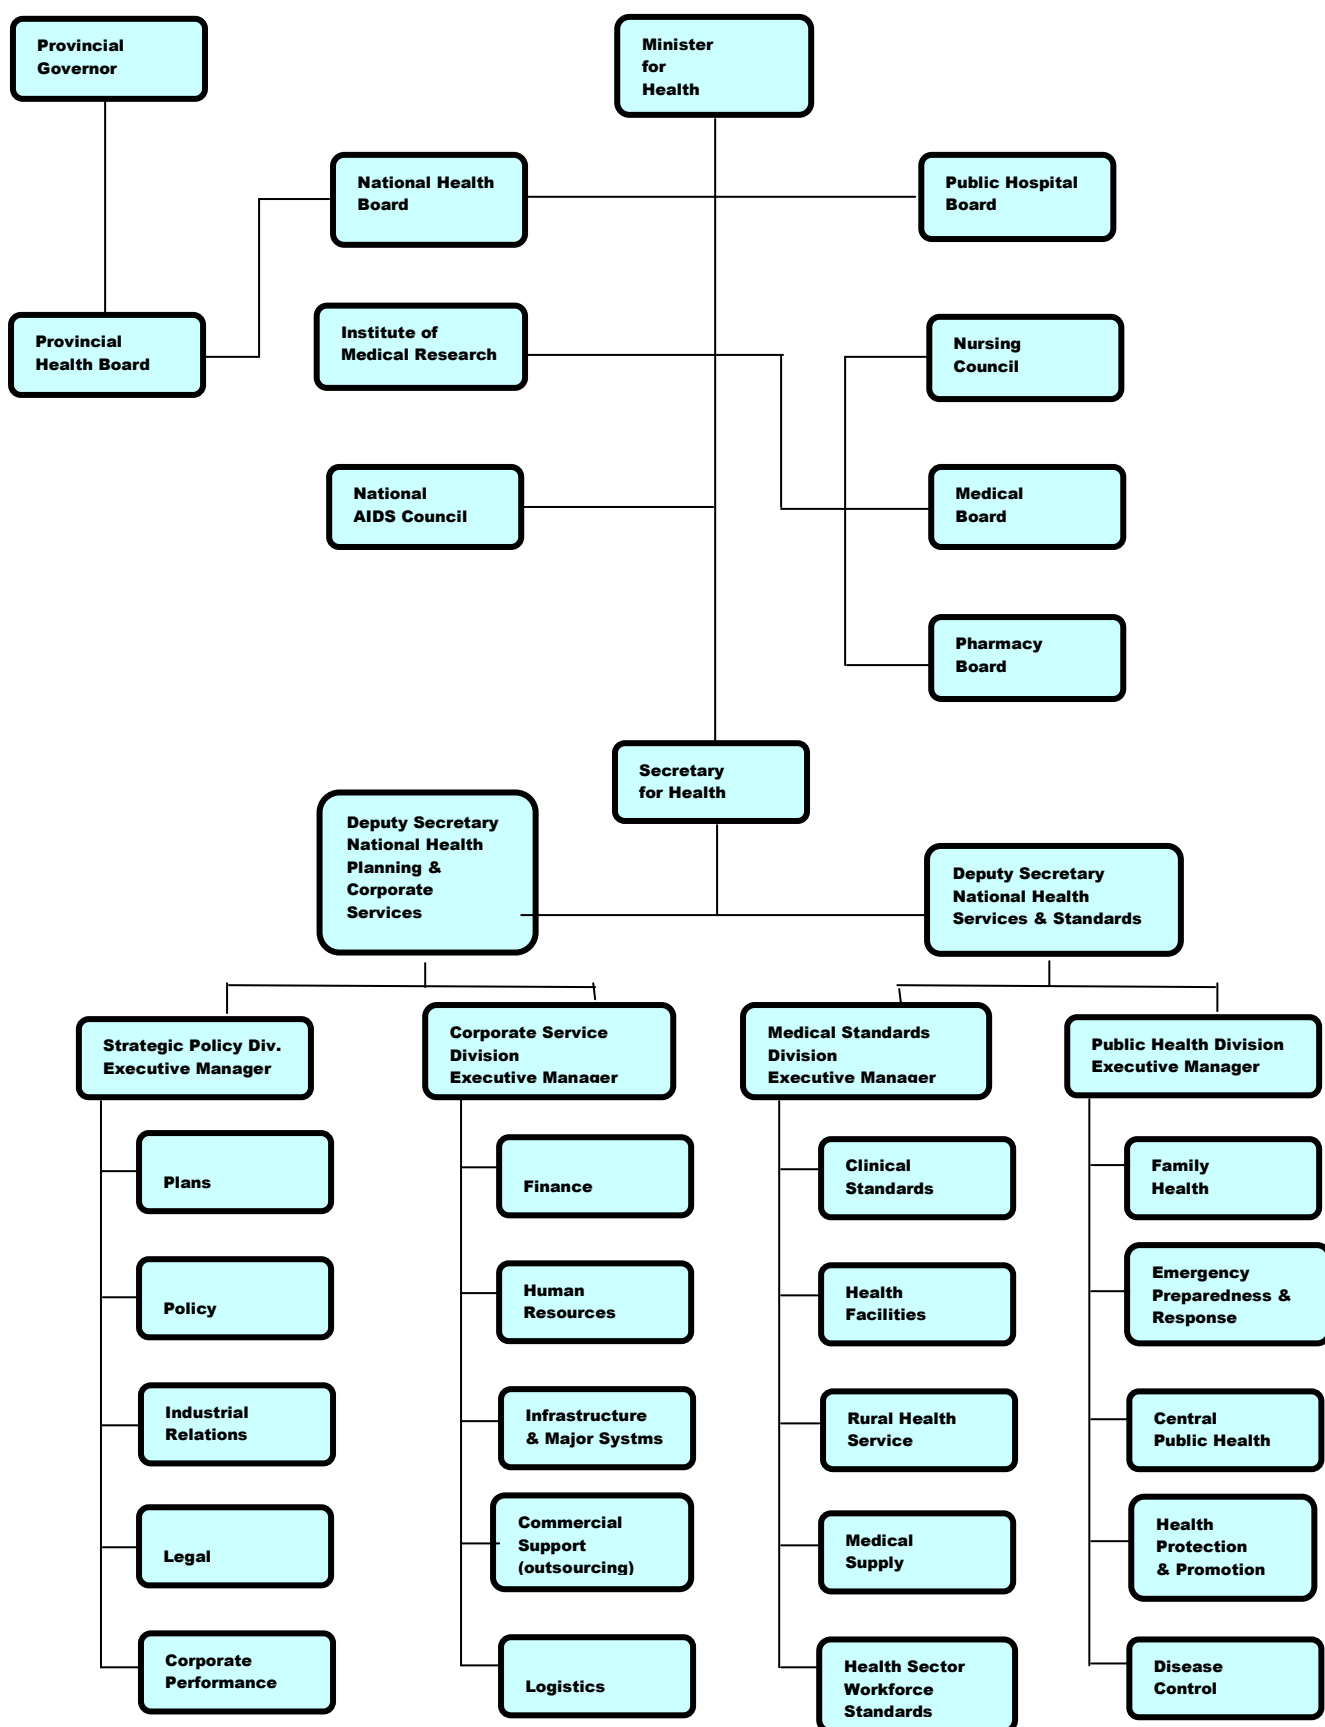 Provincial
Governor
Minister
for
Health
National Health
Board
Public Hospital
Board
Provincial
Health Board
Institute of
Medical Research
Nursing
Council
National
AIDS Council
Medical
Board
Pharmacy
Board
Secretary
for Health
Deputy Secretary
National Health
Planning &
Corporate
Services
Deputy Secretary
National Health
Services & Standards
Strategic Policy Div.
Executive Manager
Corporate Service
Division
Executive Manager
Medical Standards
Division
Executive Manager
Public Health Division
Executive Manager
Plans
Policy
Industrial
Relations
Legal
Corporate
Performance
Finance
Human
Resources
Infrastructure
& Major Systms
Commercial
Support
(outsourcing)
Logistics
Clinical
Standards
Health
Facilities
Rural Health
Service
Medical
Supply
Health Sector
Workforce
Standards
Family
Health
Emergency
Preparedness &
Response
Central
Public Health
Health
Protection
& Promotion
Disease
Control